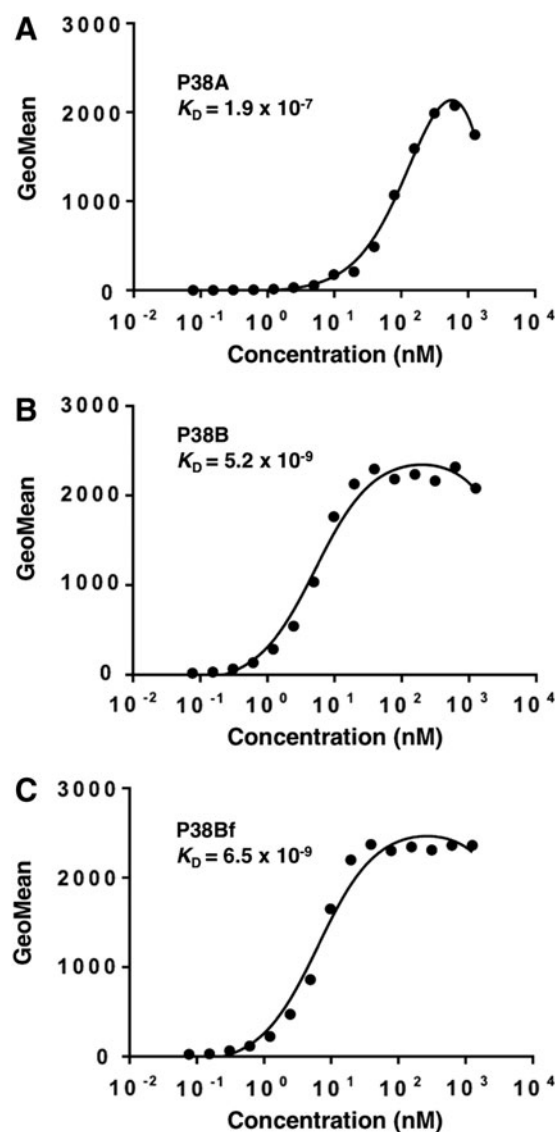 A
3000
P38A
K_D = 1.9 x 10⁻⁷
2000
GeoMean
1000
0
10⁻² 10⁻¹ 10⁰ 10¹ 10² 10³ 10⁴
Concentration (nM)
B
3000
P38B
K_D = 5.2 x 10⁻⁹
2000
GeoMean
1000
0
10⁻² 10⁻¹ 10⁰ 10¹ 10² 10³ 10⁴
Concentration (nM)
C
3000
P38Bf
K_D = 6.5 x 10⁻⁹
2000
GeoMean
1000
0
10⁻² 10⁻¹ 10⁰ 10¹ 10² 10³ 10⁴
Concentration (nM)